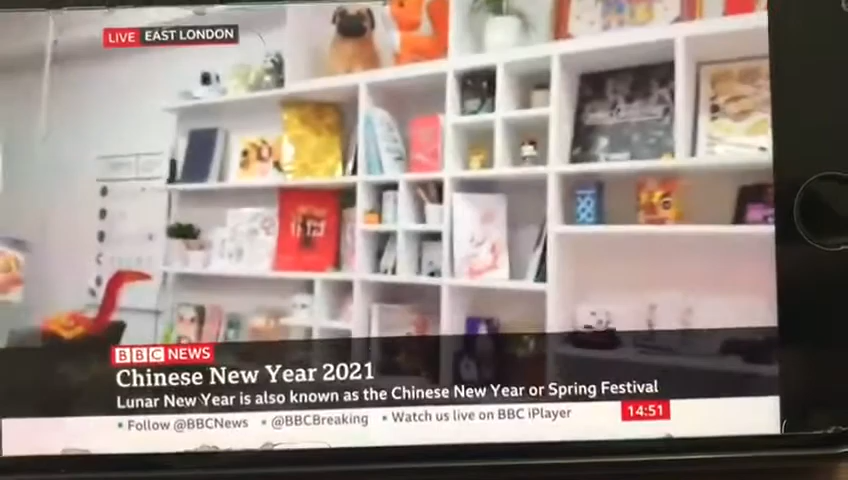 LIVE EAST LONDON
BBC NEWS
Chinese New Year 2021
Lunar New Year is also known as the Chinese New Year or Spring Festival
• Follow @BBCNews • @BBCBreaking • Watch us live on BBC iPlayer
14:51